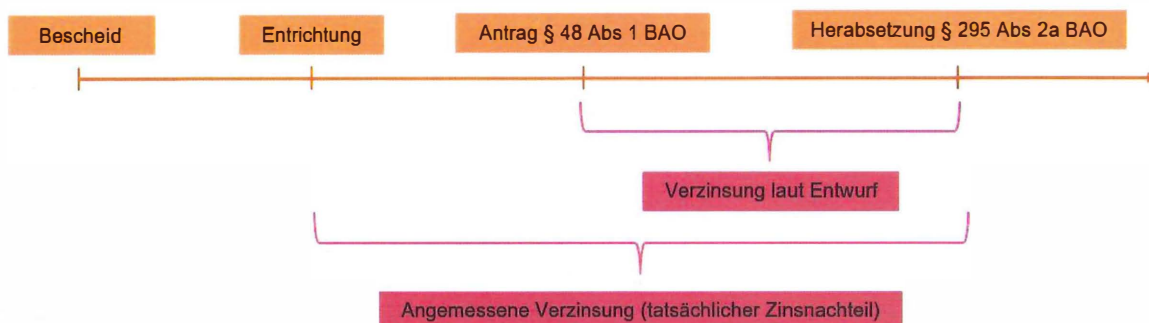 Bescheid
Entrichtung
Antrag § 48 Abs 1 BAO
Herabsetzung § 295 Abs 2a BAO
Verzinsung laut Entwurf
Angemessene Verzinsung (tatsächlicher Zinsnachteil)